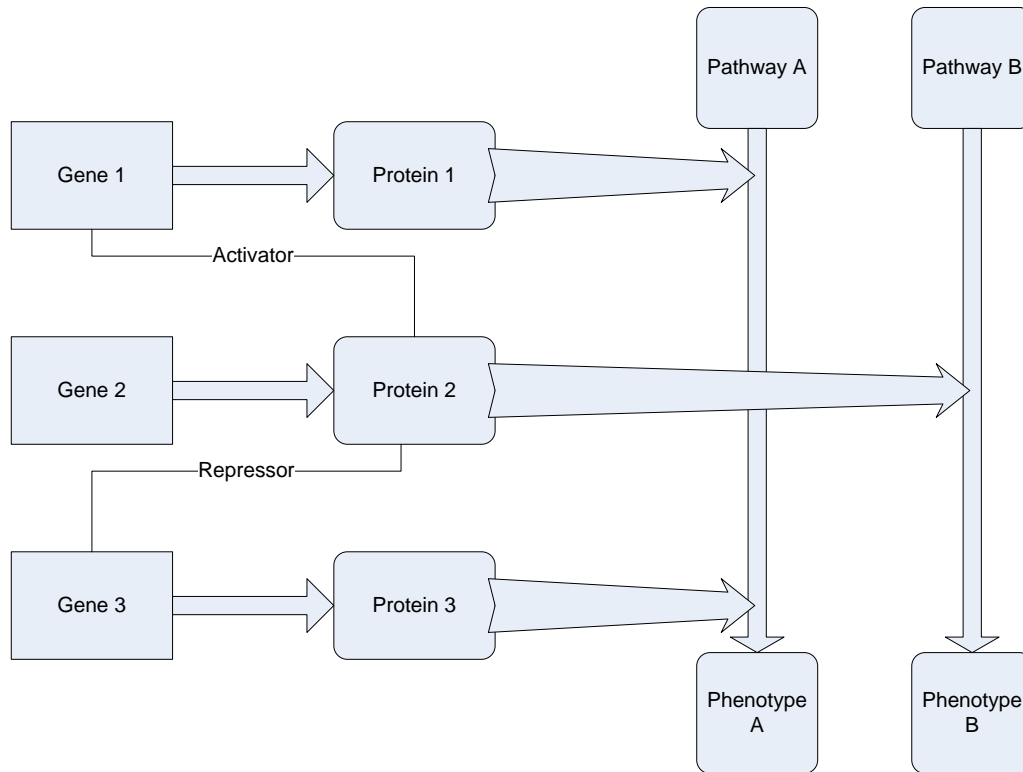 Pathway A
Pathway B
Gene 1
Protein 1
Activator
Gene 2
Protein 2
Repressor
Gene 3
Protein 3
Phenotype
A
Phenotype
B